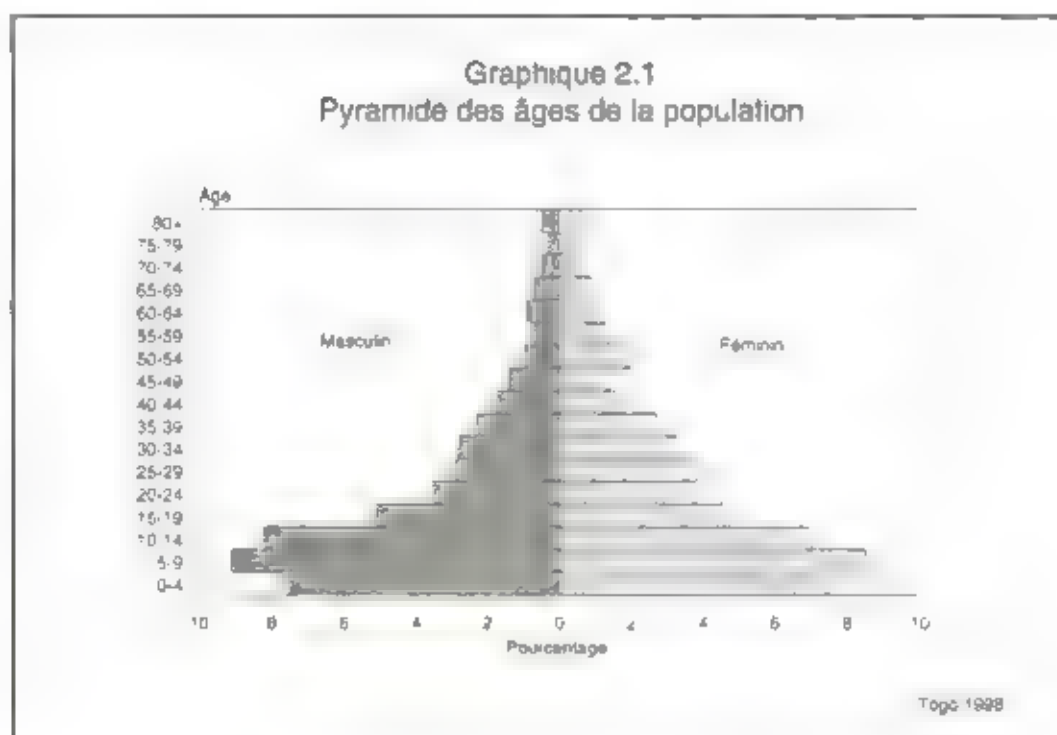 Graphique 2.1
Pyramide des âges de la population
Age
80+
75-79
70-74
65-69
60-64
55-59
50-54
45-49
40-44
35-39
30-34
25-29
20-24
15-19
10-14
5-9
0-4
Masculin
Féminin
10 8 6 4 2 0 2 4 6 8 10
Pourcentage
Togo 1998